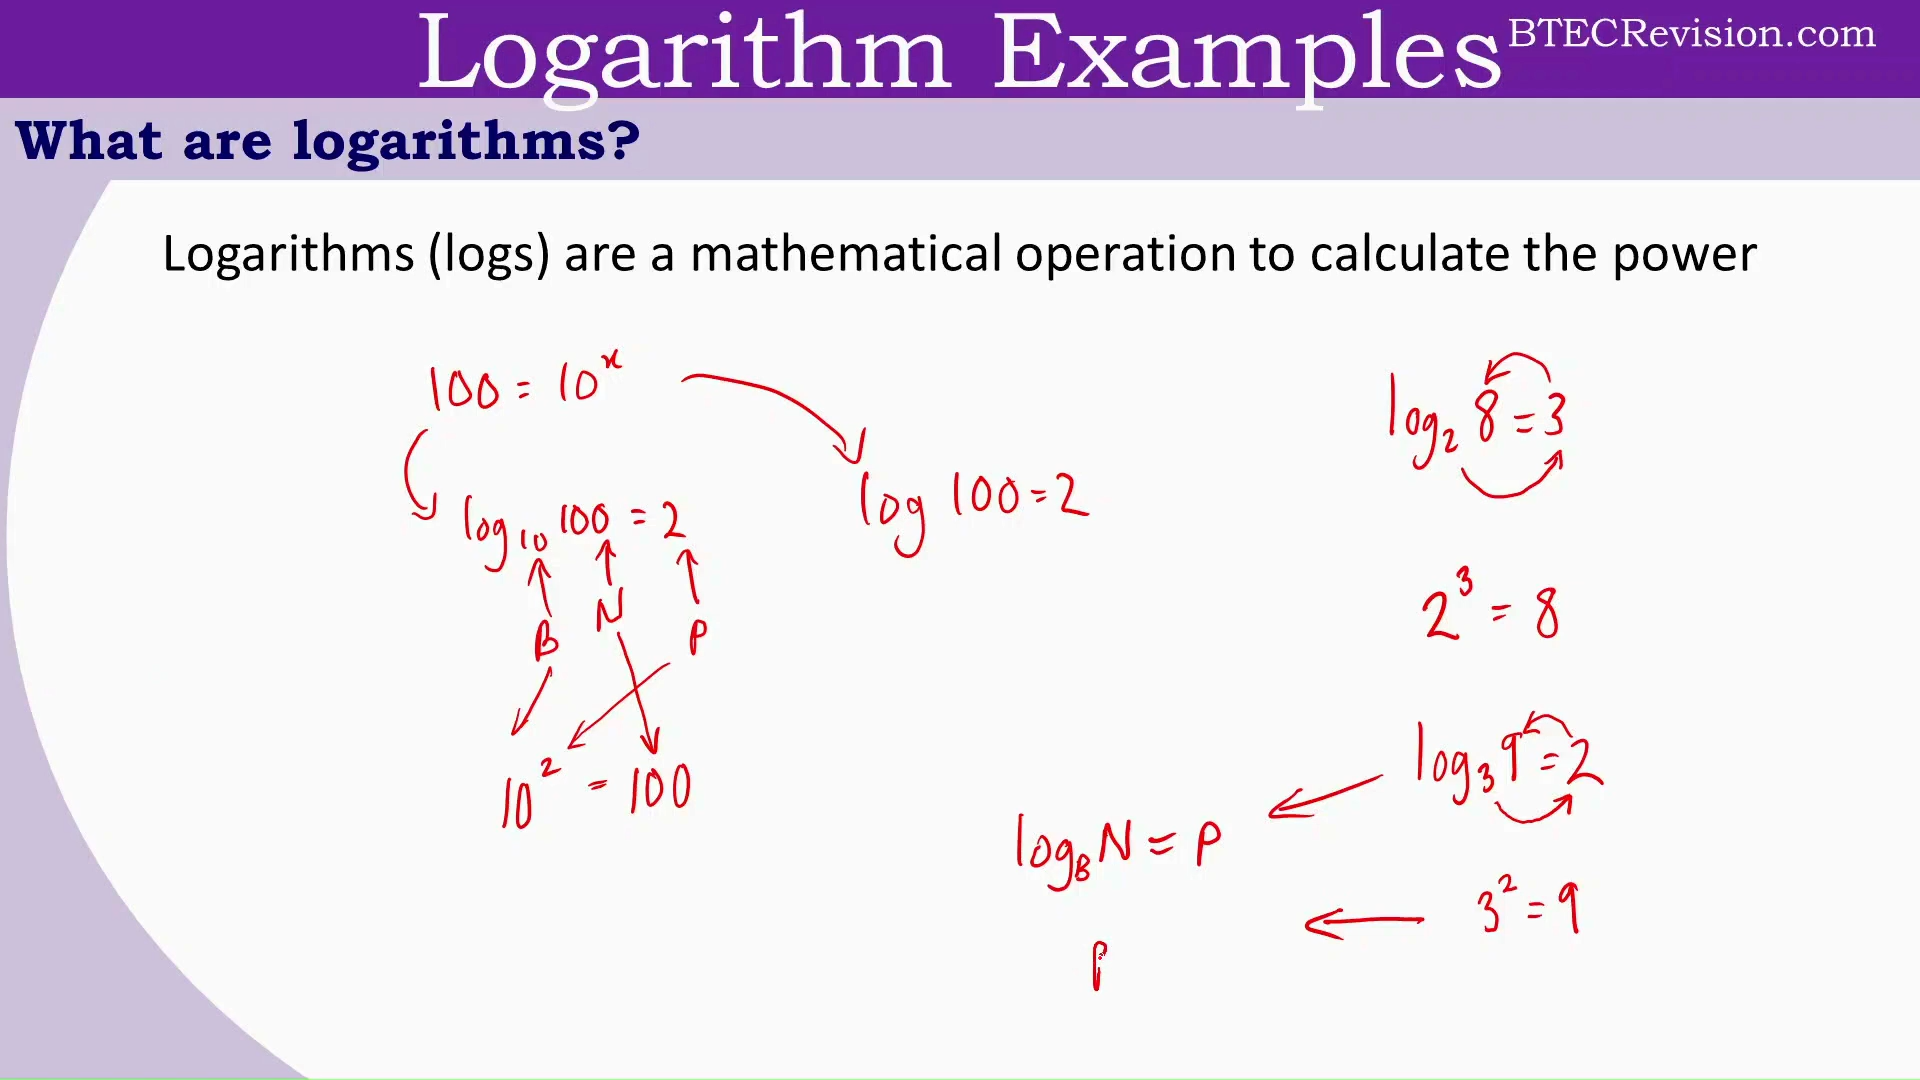 Logarithm Examples
BTECRevision.com
What are logarithms?
Logarithms (logs) are a mathematical operation to calculate the power
100 = 10ˣ
log₁₀ 100 = 2
B N P
10² = 100
log 100 = 2
log₂ 8 = 3
2³ = 8
log₃ 9 = 2
log_B N = P
3² = 9